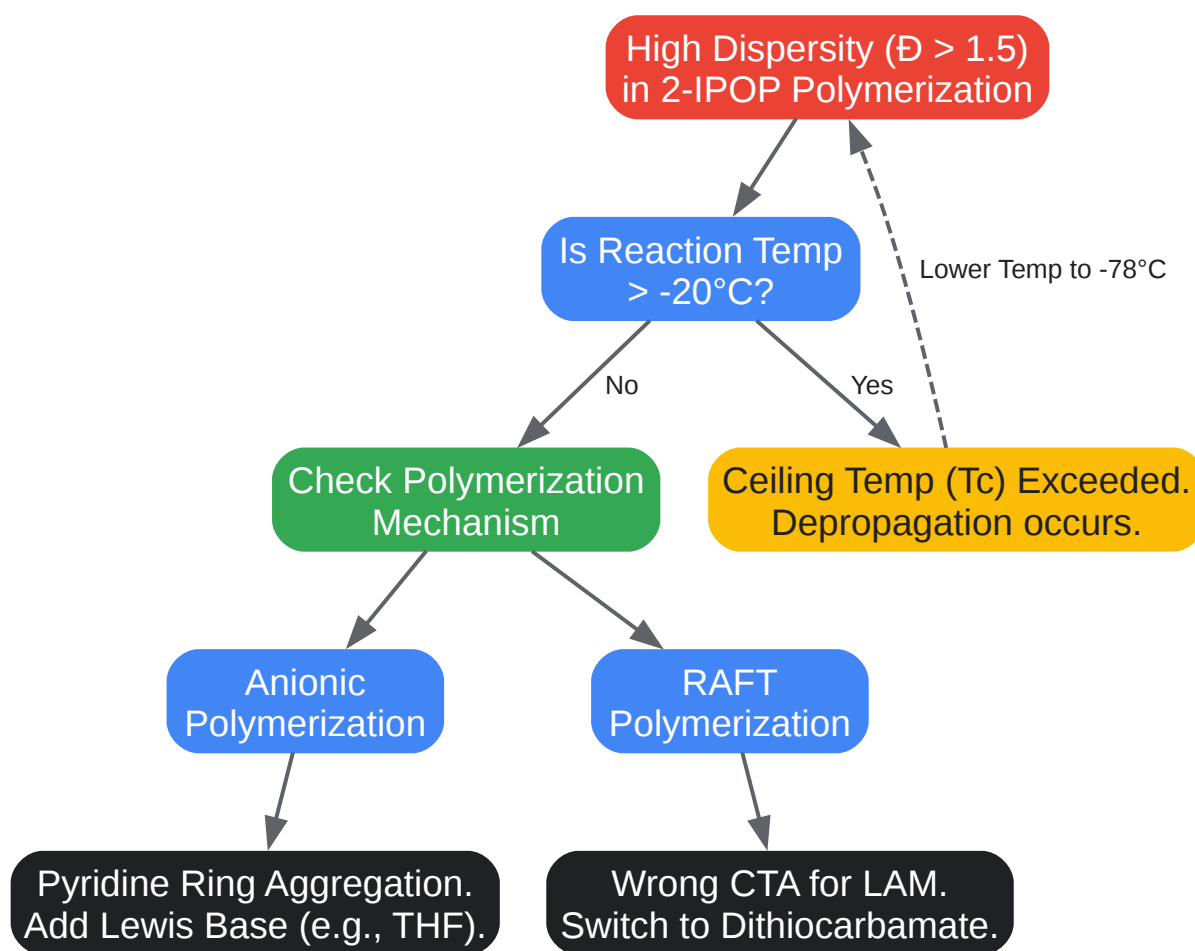 High Dispersity (Đ > 1.5)
in 2-IPOP Polymerization
Is Reaction Temp
> -20°C?
Lower Temp to -78°C
No
Yes
Check Polymerization
Mechanism
Ceiling Temp (Tc) Exceeded.
Depropagation occurs.
Anionic
Polymerization
RAFT
Polymerization
Pyridine Ring Aggregation.
Add Lewis Base (e.g., THF).
Wrong CTA for LAM.
Switch to Dithiocarbamate.